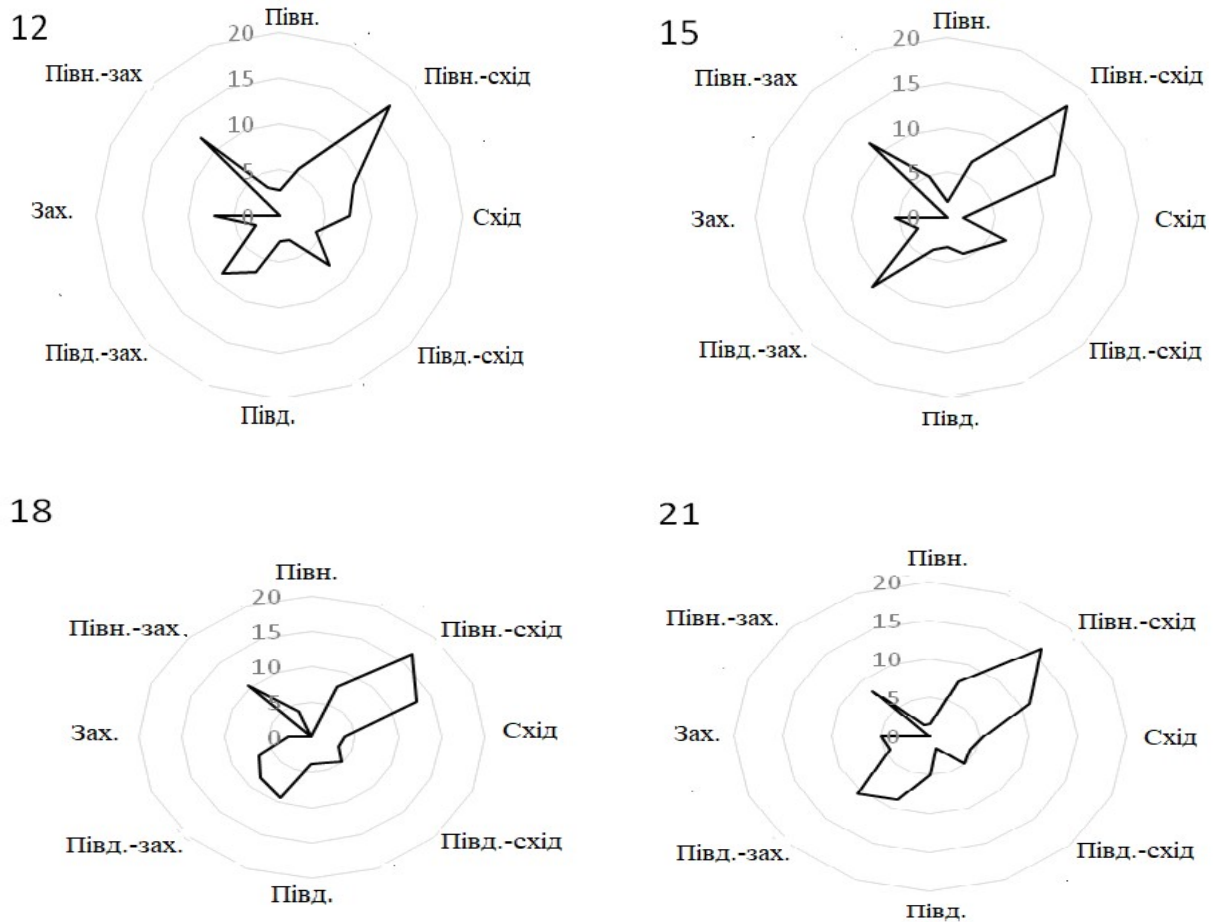 12
Півн.
20
15
10
5
0
Півн.-зах
Півн.-схід
Зах.
Схід
Півд.-зах.
Півд.-схід
Півд.
15
Півн.
20
15
10
5
0
Півн.-зах
Півн.-схід
Зах.
Схід
Півд.-зах.
Півд.-схід
Півд.
18
Півн.
20
15
10
5
0
Півн.-зах.
Півн.-схід
Зах.
Схід
Півд.-зах.
Півд.-схід
Півд.
21
Півн.
20
15
10
5
0
Півн.-зах.
Півн.-схід
Зах.
Схід
Півд.-зах.
Півд.-схід
Півд.